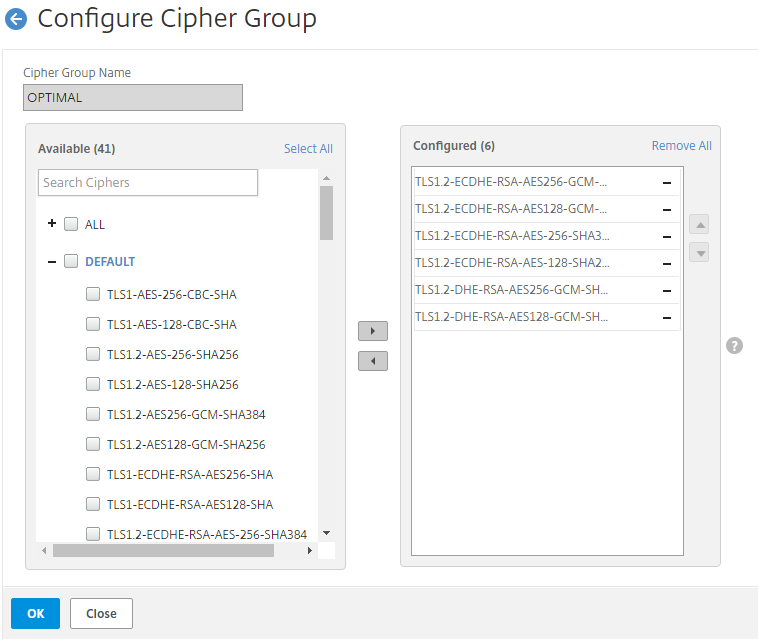 Configure Cipher Group
Cipher Group Name
OPTIMAL
Available (41)
Select All
Search Ciphers
ALL
DEFAULT
TLS1-AES-256-CBC-SHA
TLS1-AES-128-CBC-SHA
TLS1.2-AES-256-SHA256
TLS1.2-AES-128-SHA256
TLS1.2-AES256-GCM-SHA384
TLS1.2-AES128-GCM-SHA256
TLS1-ECDHE-RSA-AES256-SHA
TLS1-ECDHE-RSA-AES128-SHA
TLS1.2-ECDHE-RSA-AES-256-SHA384
Configured (6)
Remove All
TLS1.2-ECDHE-RSA-AES256-GCM-...
TLS1.2-ECDHE-RSA-AES128-GCM-...
TLS1.2-ECDHE-RSA-AES-256-SHA3...
TLS1.2-ECDHE-RSA-AES-128-SHA2...
TLS1.2-DHE-RSA-AES256-GCM-SH...
TLS1.2-DHE-RSA-AES128-GCM-SH...
?
OK
Close